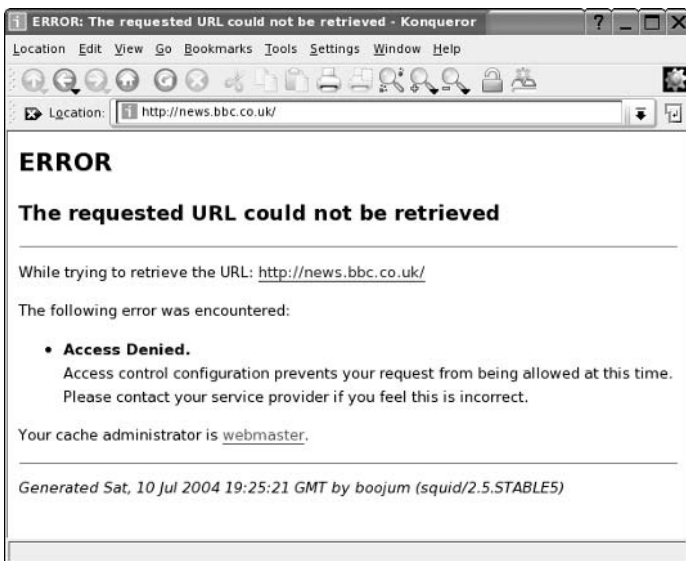 ERROR: The requested URL could not be retrieved - Konqueror
Location Edit View Go Bookmarks Tools Settings Window Help
Location: http://news.bbc.co.uk/
ERROR
The requested URL could not be retrieved
While trying to retrieve the URL: http://news.bbc.co.uk/
The following error was encountered:
• Access Denied.
Access control configuration prevents your request from being allowed at this time.
Please contact your service provider if you feel this is incorrect.
Your cache administrator is webmaster.
Generated Sat, 10 Jul 2004 19:25:21 GMT by boojum (squid/2.5.STABLE5)